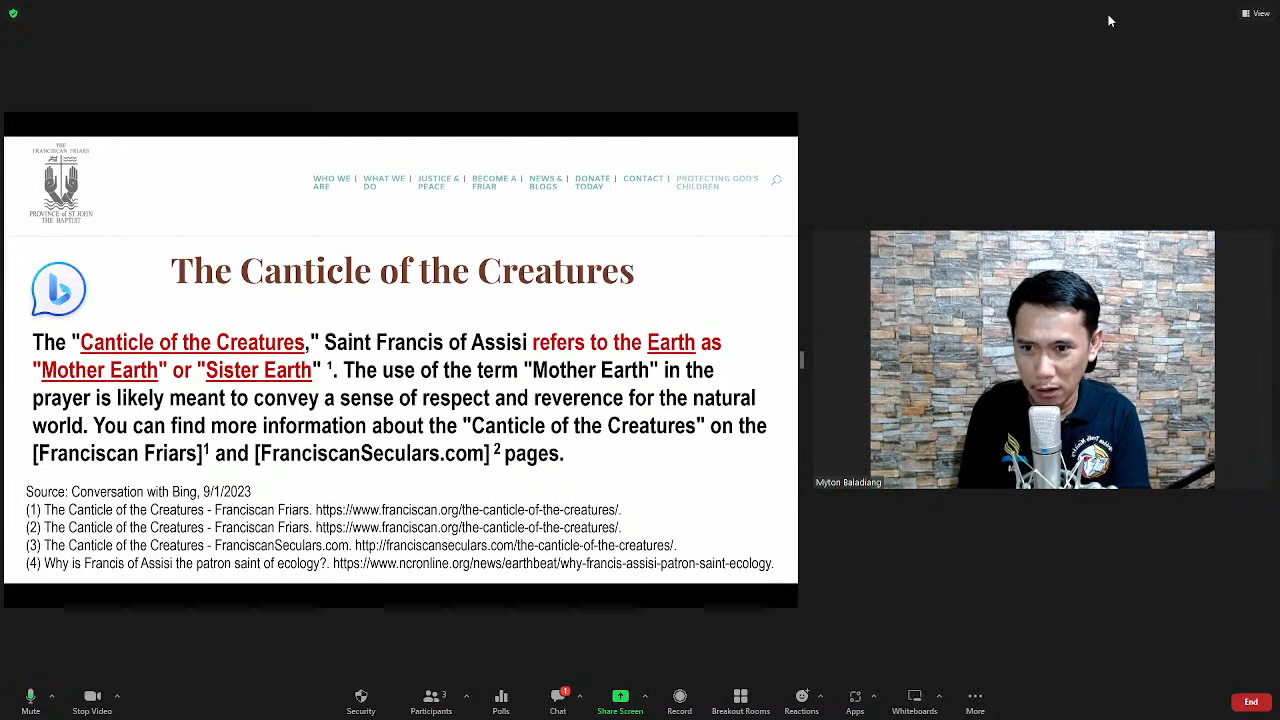 View
THE
FRANCISCAN FRIARS
PROVINCE of ST JOHN
THE BAPTIST
WHO WE ARE | WHAT WE DO | JUSTICE & PEACE | BECOME A FRIAR | NEWS & BLOGS | DONATE TODAY | CONTACT | PROTECTING GOD'S CHILDREN
The Canticle of the Creatures
The "Canticle of the Creatures," Saint Francis of Assisi refers to the Earth as
"Mother Earth" or "Sister Earth" ¹. The use of the term "Mother Earth" in the
prayer is likely meant to convey a sense of respect and reverence for the natural
world. You can find more information about the "Canticle of the Creatures" on the
[Franciscan Friars]¹ and [FranciscanSeculars.com] ² pages.
Source: Conversation with Bing, 9/1/2023
(1) The Canticle of the Creatures - Franciscan Friars. https://www.franciscan.org/the-canticle-of-the-creatures/.
(2) The Canticle of the Creatures - Franciscan Friars. https://www.franciscan.org/the-canticle-of-the-creatures/.
(3) The Canticle of the Creatures - FranciscanSeculars.com. http://franciscanseculars.com/the-canticle-of-the-creatures/.
(4) Why is Francis of Assisi the patron saint of ecology?. https://www.ncronline.org/news/earthbeat/why-francis-assisi-patron-saint-ecology.
Myton Baladiang
Mute Stop Video Security Participants 3 Polls Chat 1 Share Screen Record Breakout Rooms Reactions Apps Whiteboards More End